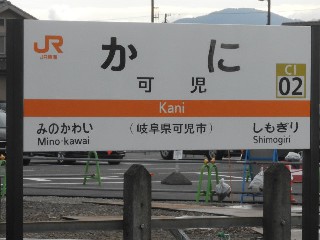 JR
JR東海
かに
可児
CI
02
Kani
みのかわい
Mino-kawai
(岐阜県可児市)
しもぎり
Shimogiri